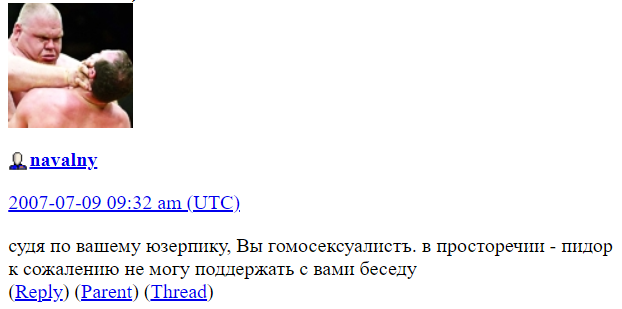 navalny
2007-07-09 09:32 am (UTC)
судя по вашему юзерпику, Вы гомосексуалистъ. в просторечии - пидор
к сожалению не могу поддержать с вами беседу
(Reply) (Parent) (Thread)